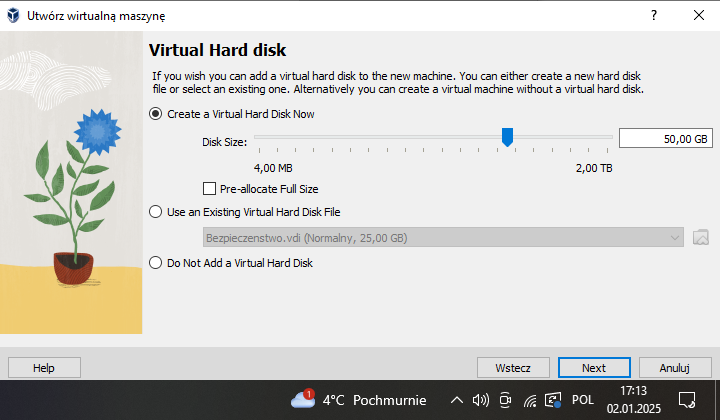 Utwórz wirtualną maszynę
Virtual Hard disk
If you wish you can add a virtual hard disk to the new machine. You can either create a new hard disk
file or select an existing one. Alternatively you can create a virtual machine without a virtual hard disk.
Create a Virtual Hard Disk Now
Disk Size:
50,00 GB
4,00 MB
2,00 TB
Pre-allocate Full Size
Use an Existing Virtual Hard Disk File
Bezpieczenstwo.vdi (Normalny, 25,00 GB)
Do Not Add a Virtual Hard Disk
Help
Wstecz
Next
Anuluj
1
4°C Pochmurnie
POL
17:13
02.01.2025